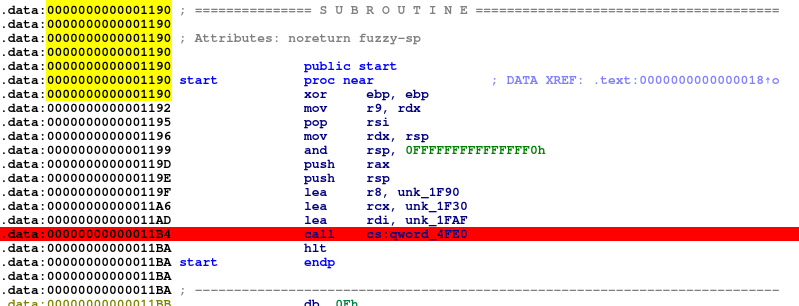 .data:0000000000001190 ; =============== S U B R O U T I N E =======================================
.data:0000000000001190
.data:0000000000001190 ; Attributes: noreturn fuzzy-sp
.data:0000000000001190
.data:0000000000001190 public start
.data:0000000000001190 start proc near ; DATA XREF: .text:0000000000000018↑o
.data:0000000000001190 xor ebp, ebp
.data:0000000000001192 mov r9, rdx
.data:0000000000001195 pop rsi
.data:0000000000001196 mov rdx, rsp
.data:0000000000001199 and rsp, 0FFFFFFFFFFFFFFF0h
.data:000000000000119D push rax
.data:000000000000119E push rsp
.data:000000000000119F lea r8, unk_1F90
.data:00000000000011A6 lea rcx, unk_1F30
.data:00000000000011AD lea rdi, unk_1FAF
.data:00000000000011B4 call cs:qword_4FE0
.data:00000000000011BA hlt
.data:00000000000011BA start endp
.data:00000000000011BA
.data:00000000000011BA ; ---------------------------------------------------------------------------
.data:00000000000011BB db 0Fh